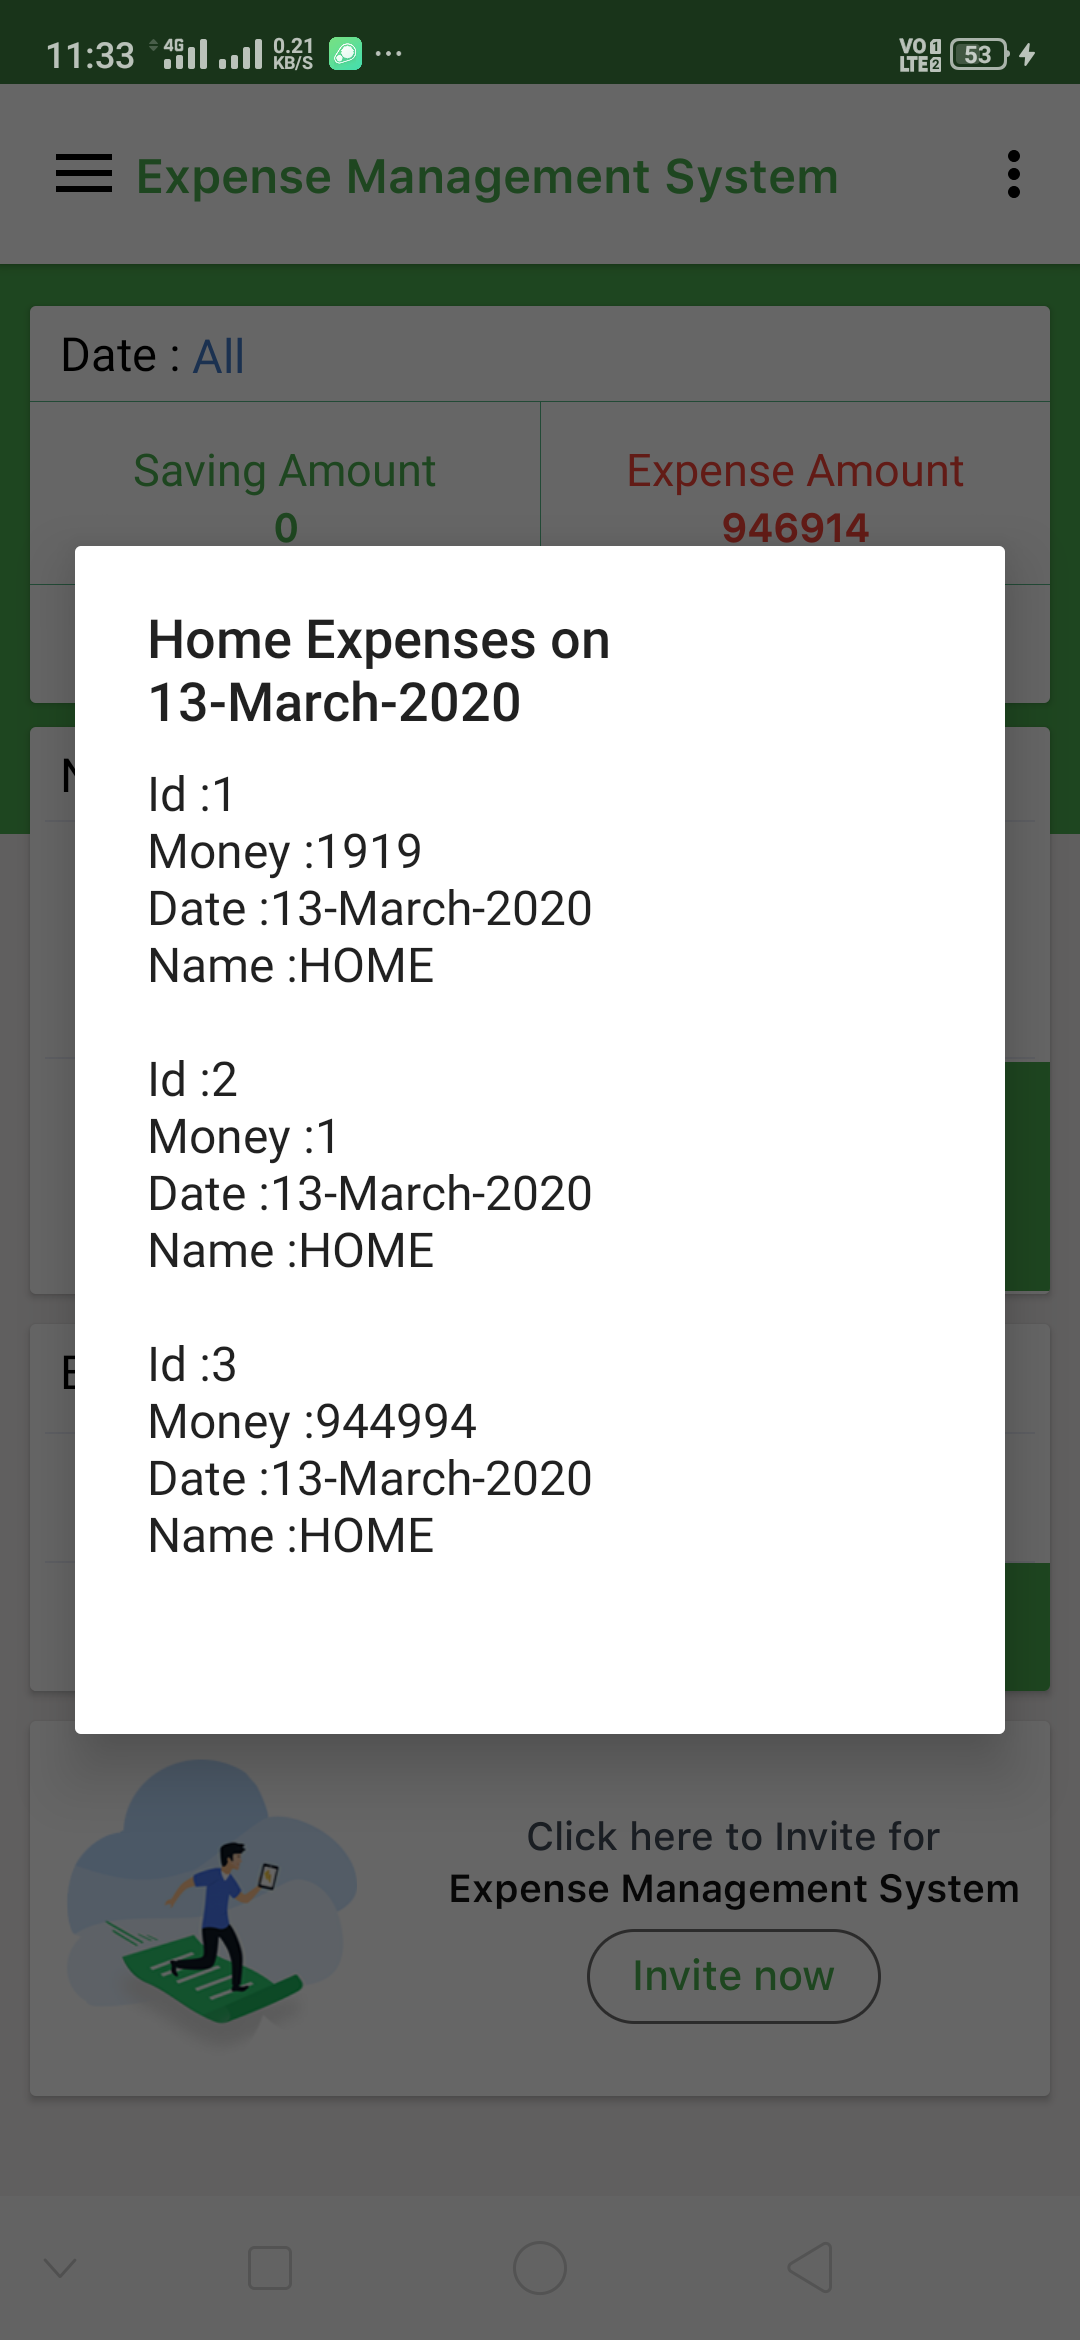 11:33 4G 0.21 KB/S ... VO LTE 1 2 53
Expense Management System
Date : All
Saving Amount
0
Expense Amount
946914
Home Expenses on
13-March-2020
Id :1
Money :1919
Date :13-March-2020
Name :HOME
Id :2
Money :1
Date :13-March-2020
Name :HOME
Id :3
Money :944994
Date :13-March-2020
Name :HOME
Click here to Invite for
Expense Management System
Invite now